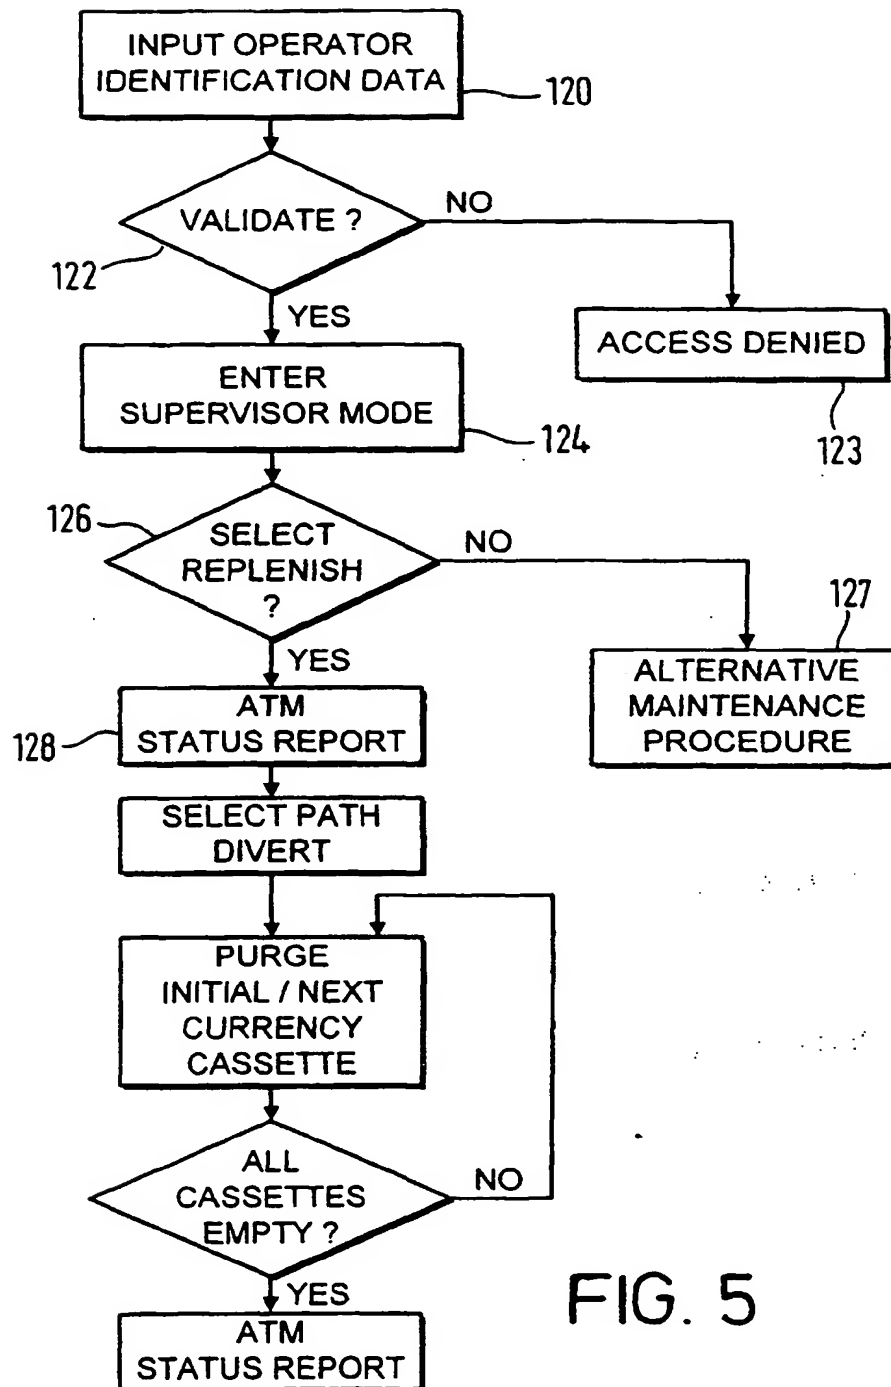 INPUT OPERATOR
IDENTIFICATION DATA
120
VALIDATE ?
NO
122
YES
ACCESS DENIED
123
ENTER
SUPERVISOR MODE
124
126
SELECT
REPLENISH
?
NO
127
YES
ALTERNATIVE
MAINTENANCE
PROCEDURE
ATM
STATUS REPORT
128
SELECT PATH
DIVERT
PURGE
INITIAL / NEXT
CURRENCY
CASSETTE
ALL
CASSETTES
EMPTY ?
NO
YES
ATM
STATUS REPORT
FIG. 5